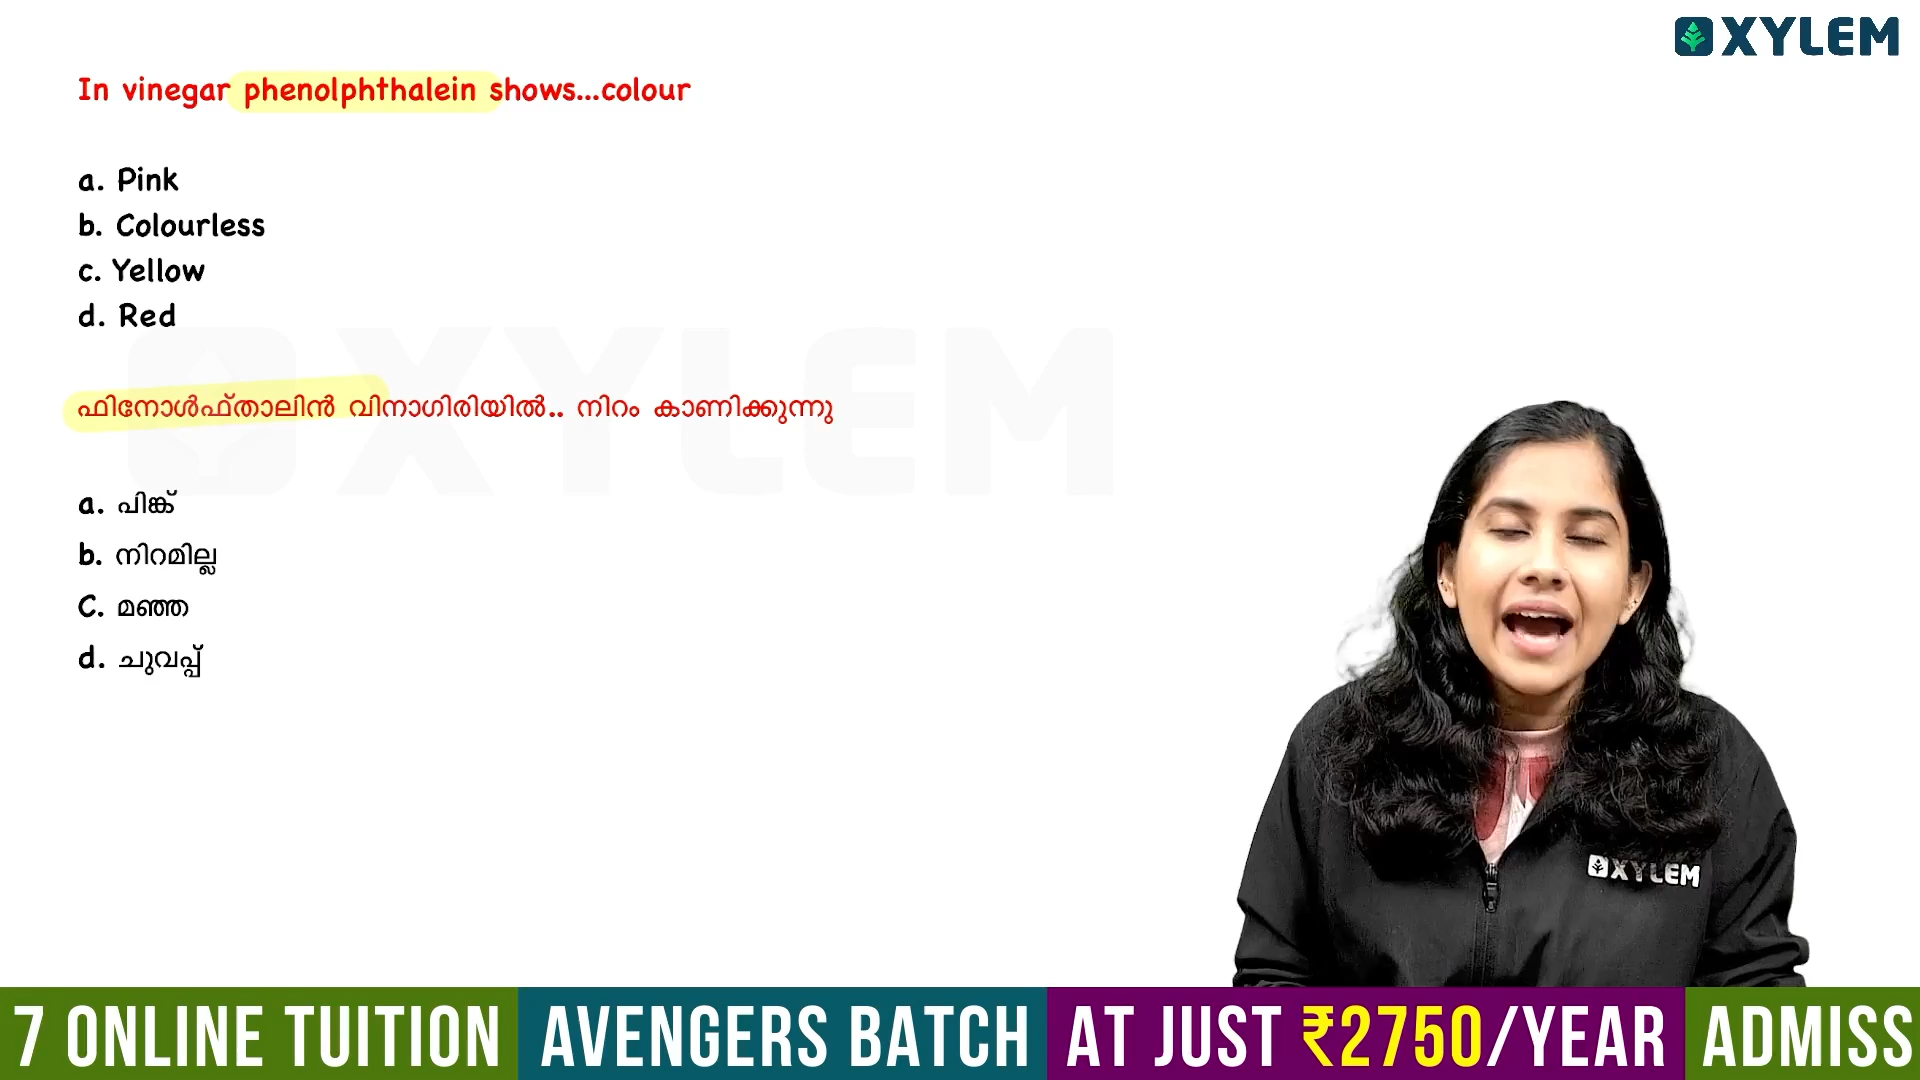 XYLEM
In vinegar phenolphthalein shows...colour
a. Pink
b. Colourless
c. Yellow
d. Red
XYLEM
ഫിനോൾഫ്താലിൻ വിനാഗിരിയിൽ.. നിറം കാണിക്കുന്നു
a. പിങ്ക്
b. നിറമില്ല
C. മഞ്ഞ
d. ചുവപ്പ്
XYLEM
7 ONLINE TUITION AVENGERS BATCH AT JUST ₹2750/YEAR ADMISS